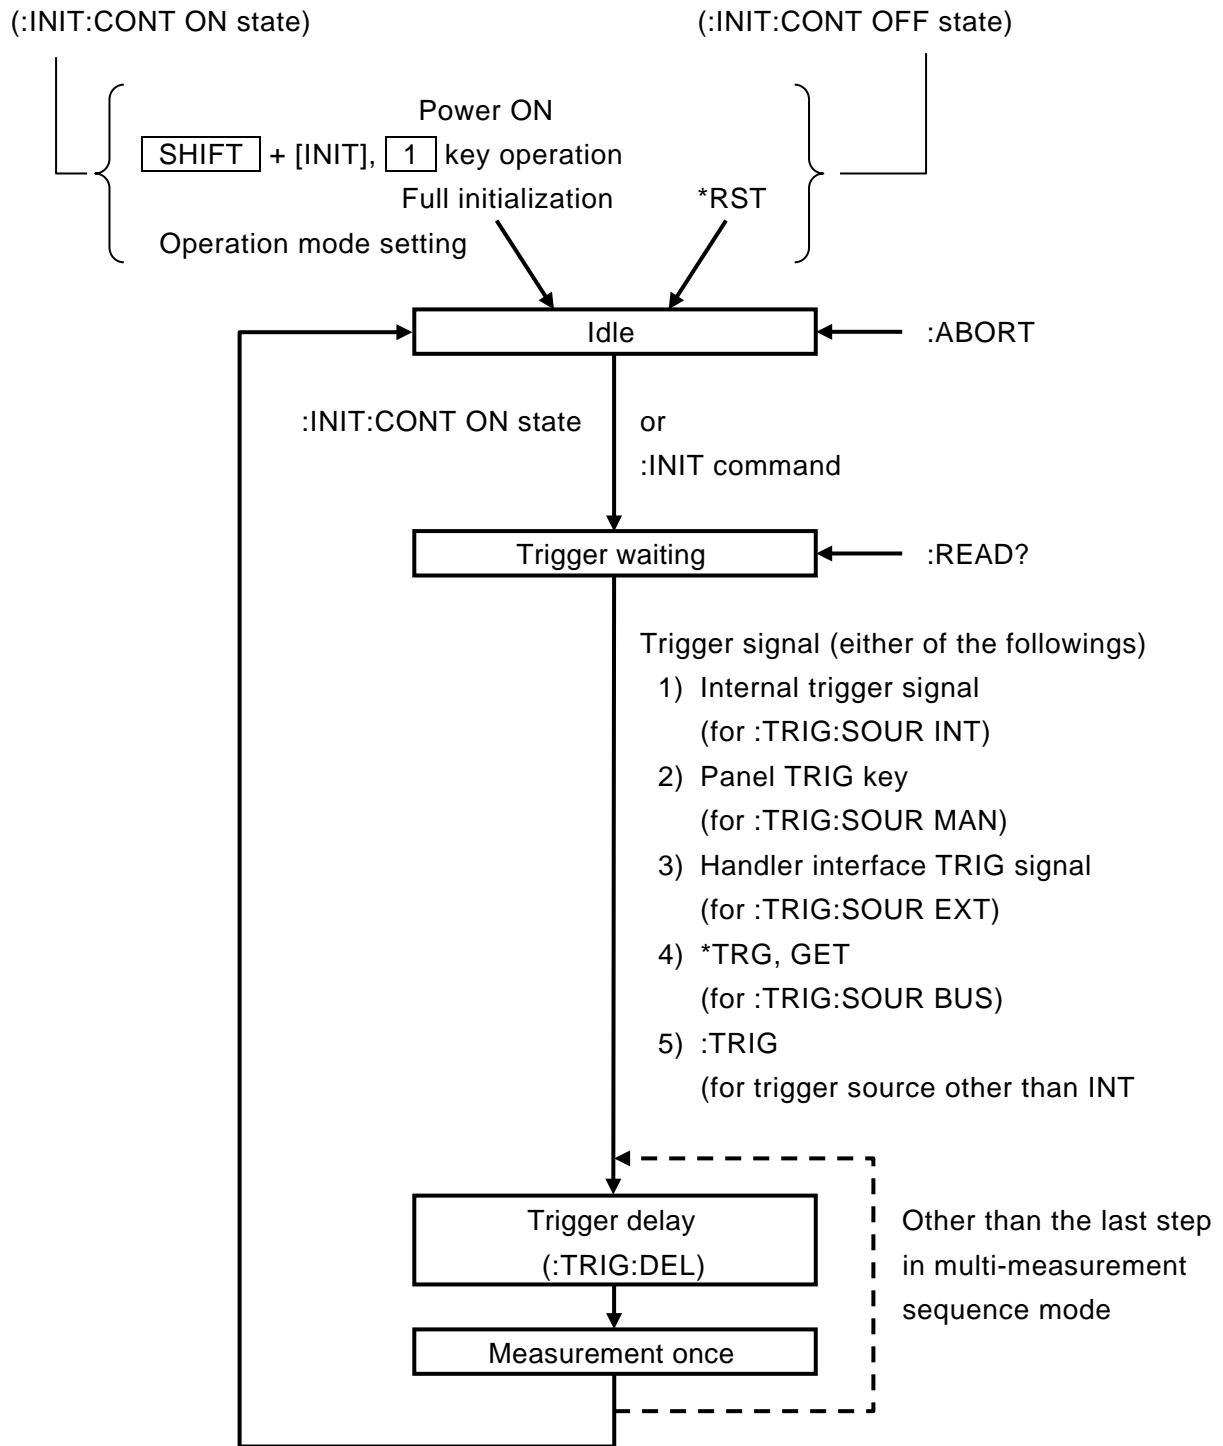 (:INIT:CONT ON state) (:INIT:CONT OFF state)
Power ON
SHIFT + [INIT], 1 key operation
Full initialization *RST
Operation mode setting
Idle :ABORT
:INIT:CONT ON state or
:INIT command
Trigger waiting :READ?
Trigger signal (either of the followings)
1) Internal trigger signal
(for :TRIG:SOUR INT)
2) Panel TRIG key
(for :TRIG:SOUR MAN)
3) Handler interface TRIG signal
(for :TRIG:SOUR EXT)
4) *TRG, GET
(for :TRIG:SOUR BUS)
5) :TRIG
(for trigger source other than INT
Trigger delay
(:TRIG:DEL)
Other than the last step
in multi-measurement
sequence mode
Measurement once